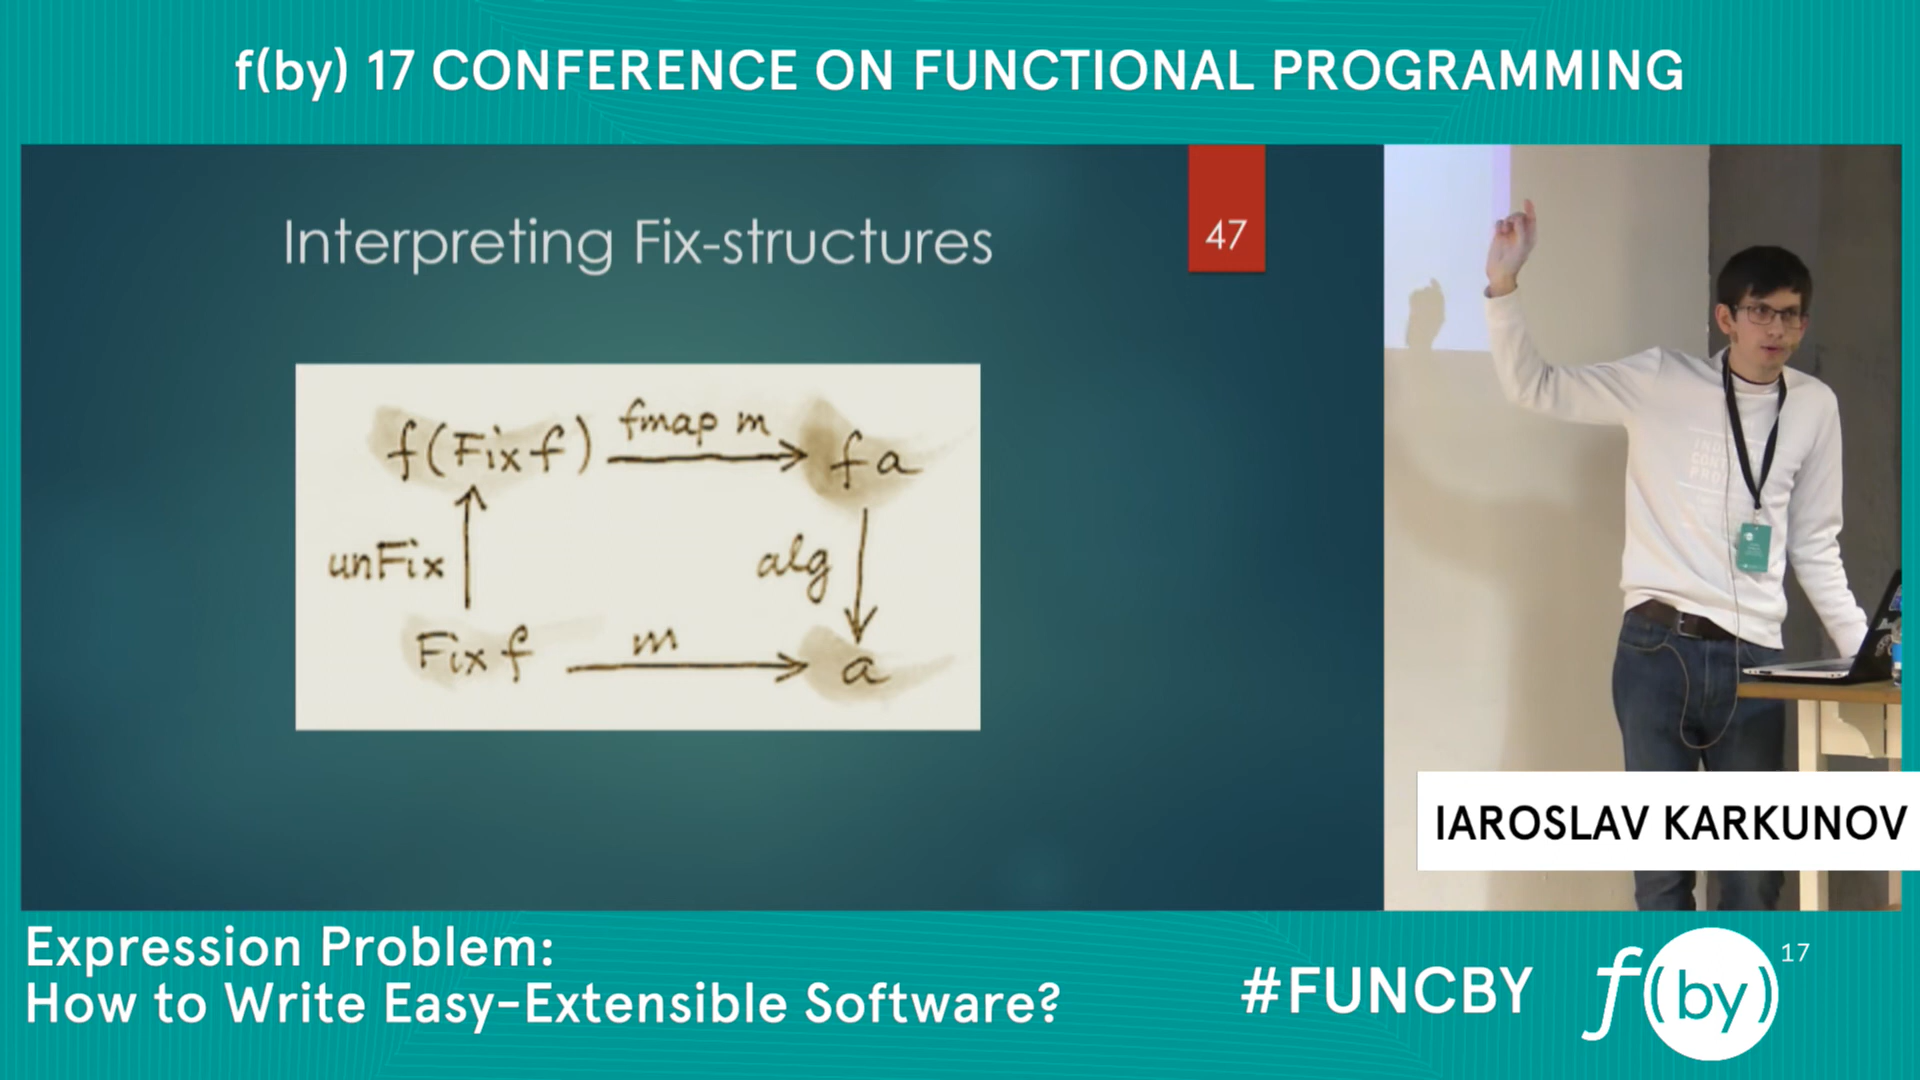 f(by) 17 CONFERENCE ON FUNCTIONAL PROGRAMMING
Interpreting Fix-structures
47
f(Fix f)
fmap m
f a
unFix
alg
Fix f
m
a
IAROSLAV KARKUNOV
Expression Problem:
How to Write Easy-Extensible Software?
#FUNCBY
f(by) 17